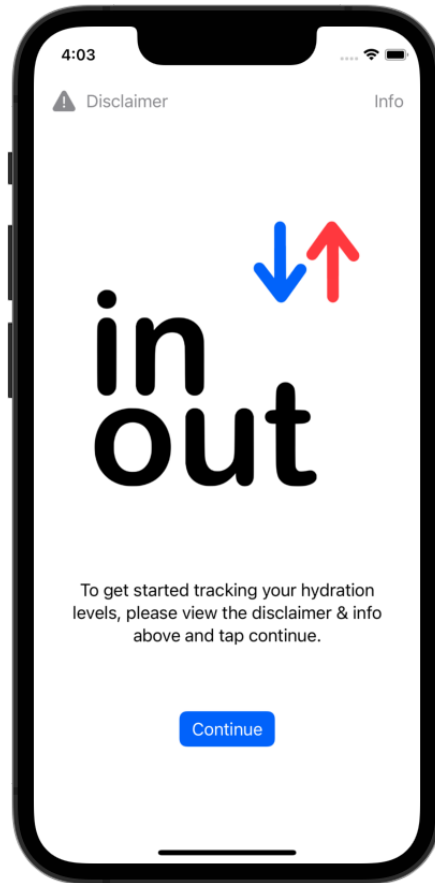 4:03
Disclaimer
Info
in
out
To get started tracking your hydration
levels, please view the disclaimer & info
above and tap continue.
Continue